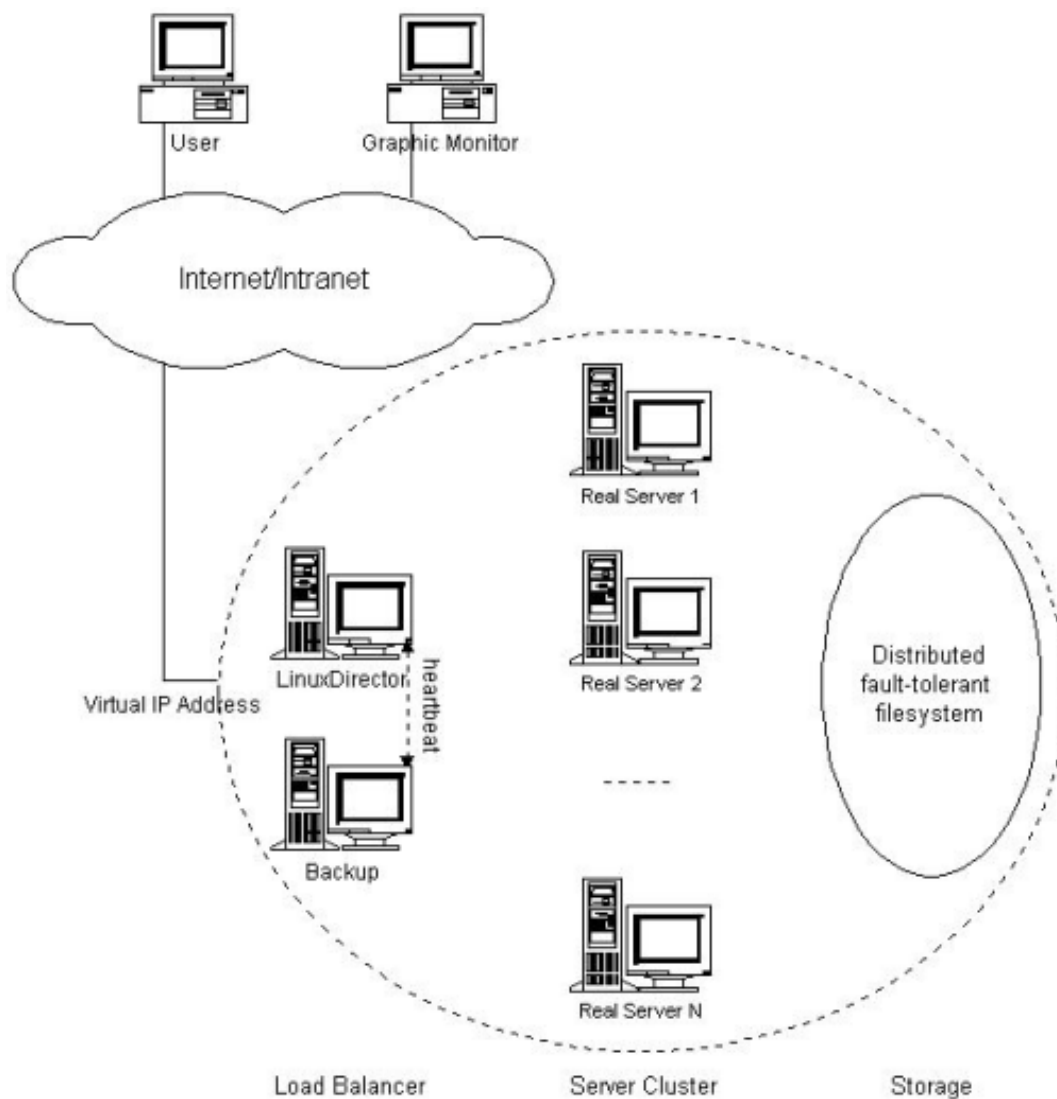 User
Graphic Monitor
Internet/Intranet
Real Server 1
LinuxDirector
heartbeat
Real Server 2
Distributed
fault-tolerant
filesystem
Virtual IP Address
Backup
Real Server N
Load Balancer
Server Cluster
Storage